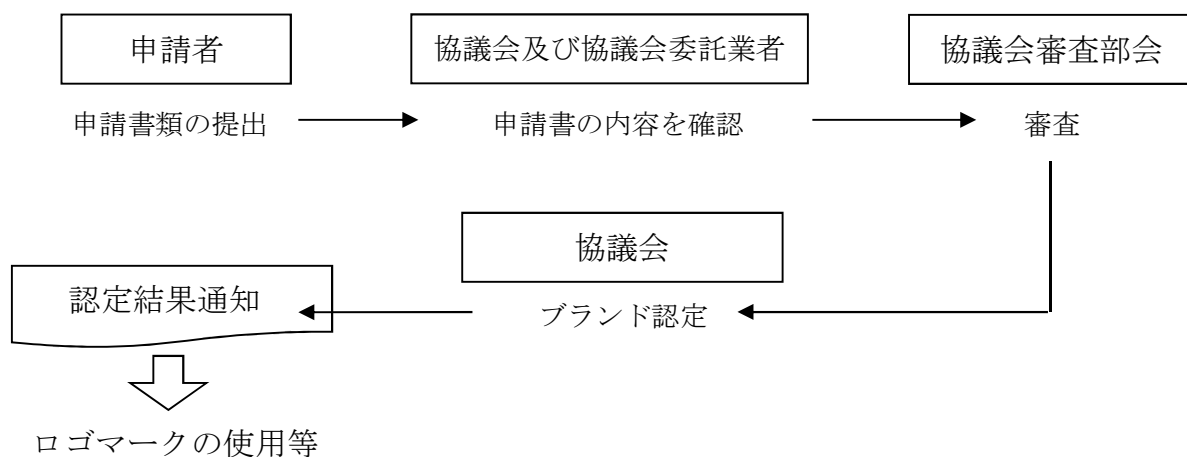 申請者
協議会及び協議会委託業者
協議会審査部会
申請書類の提出
申請書の内容を確認
審査
協議会
認定結果通知
ブランド認定
ロゴマークの使用等